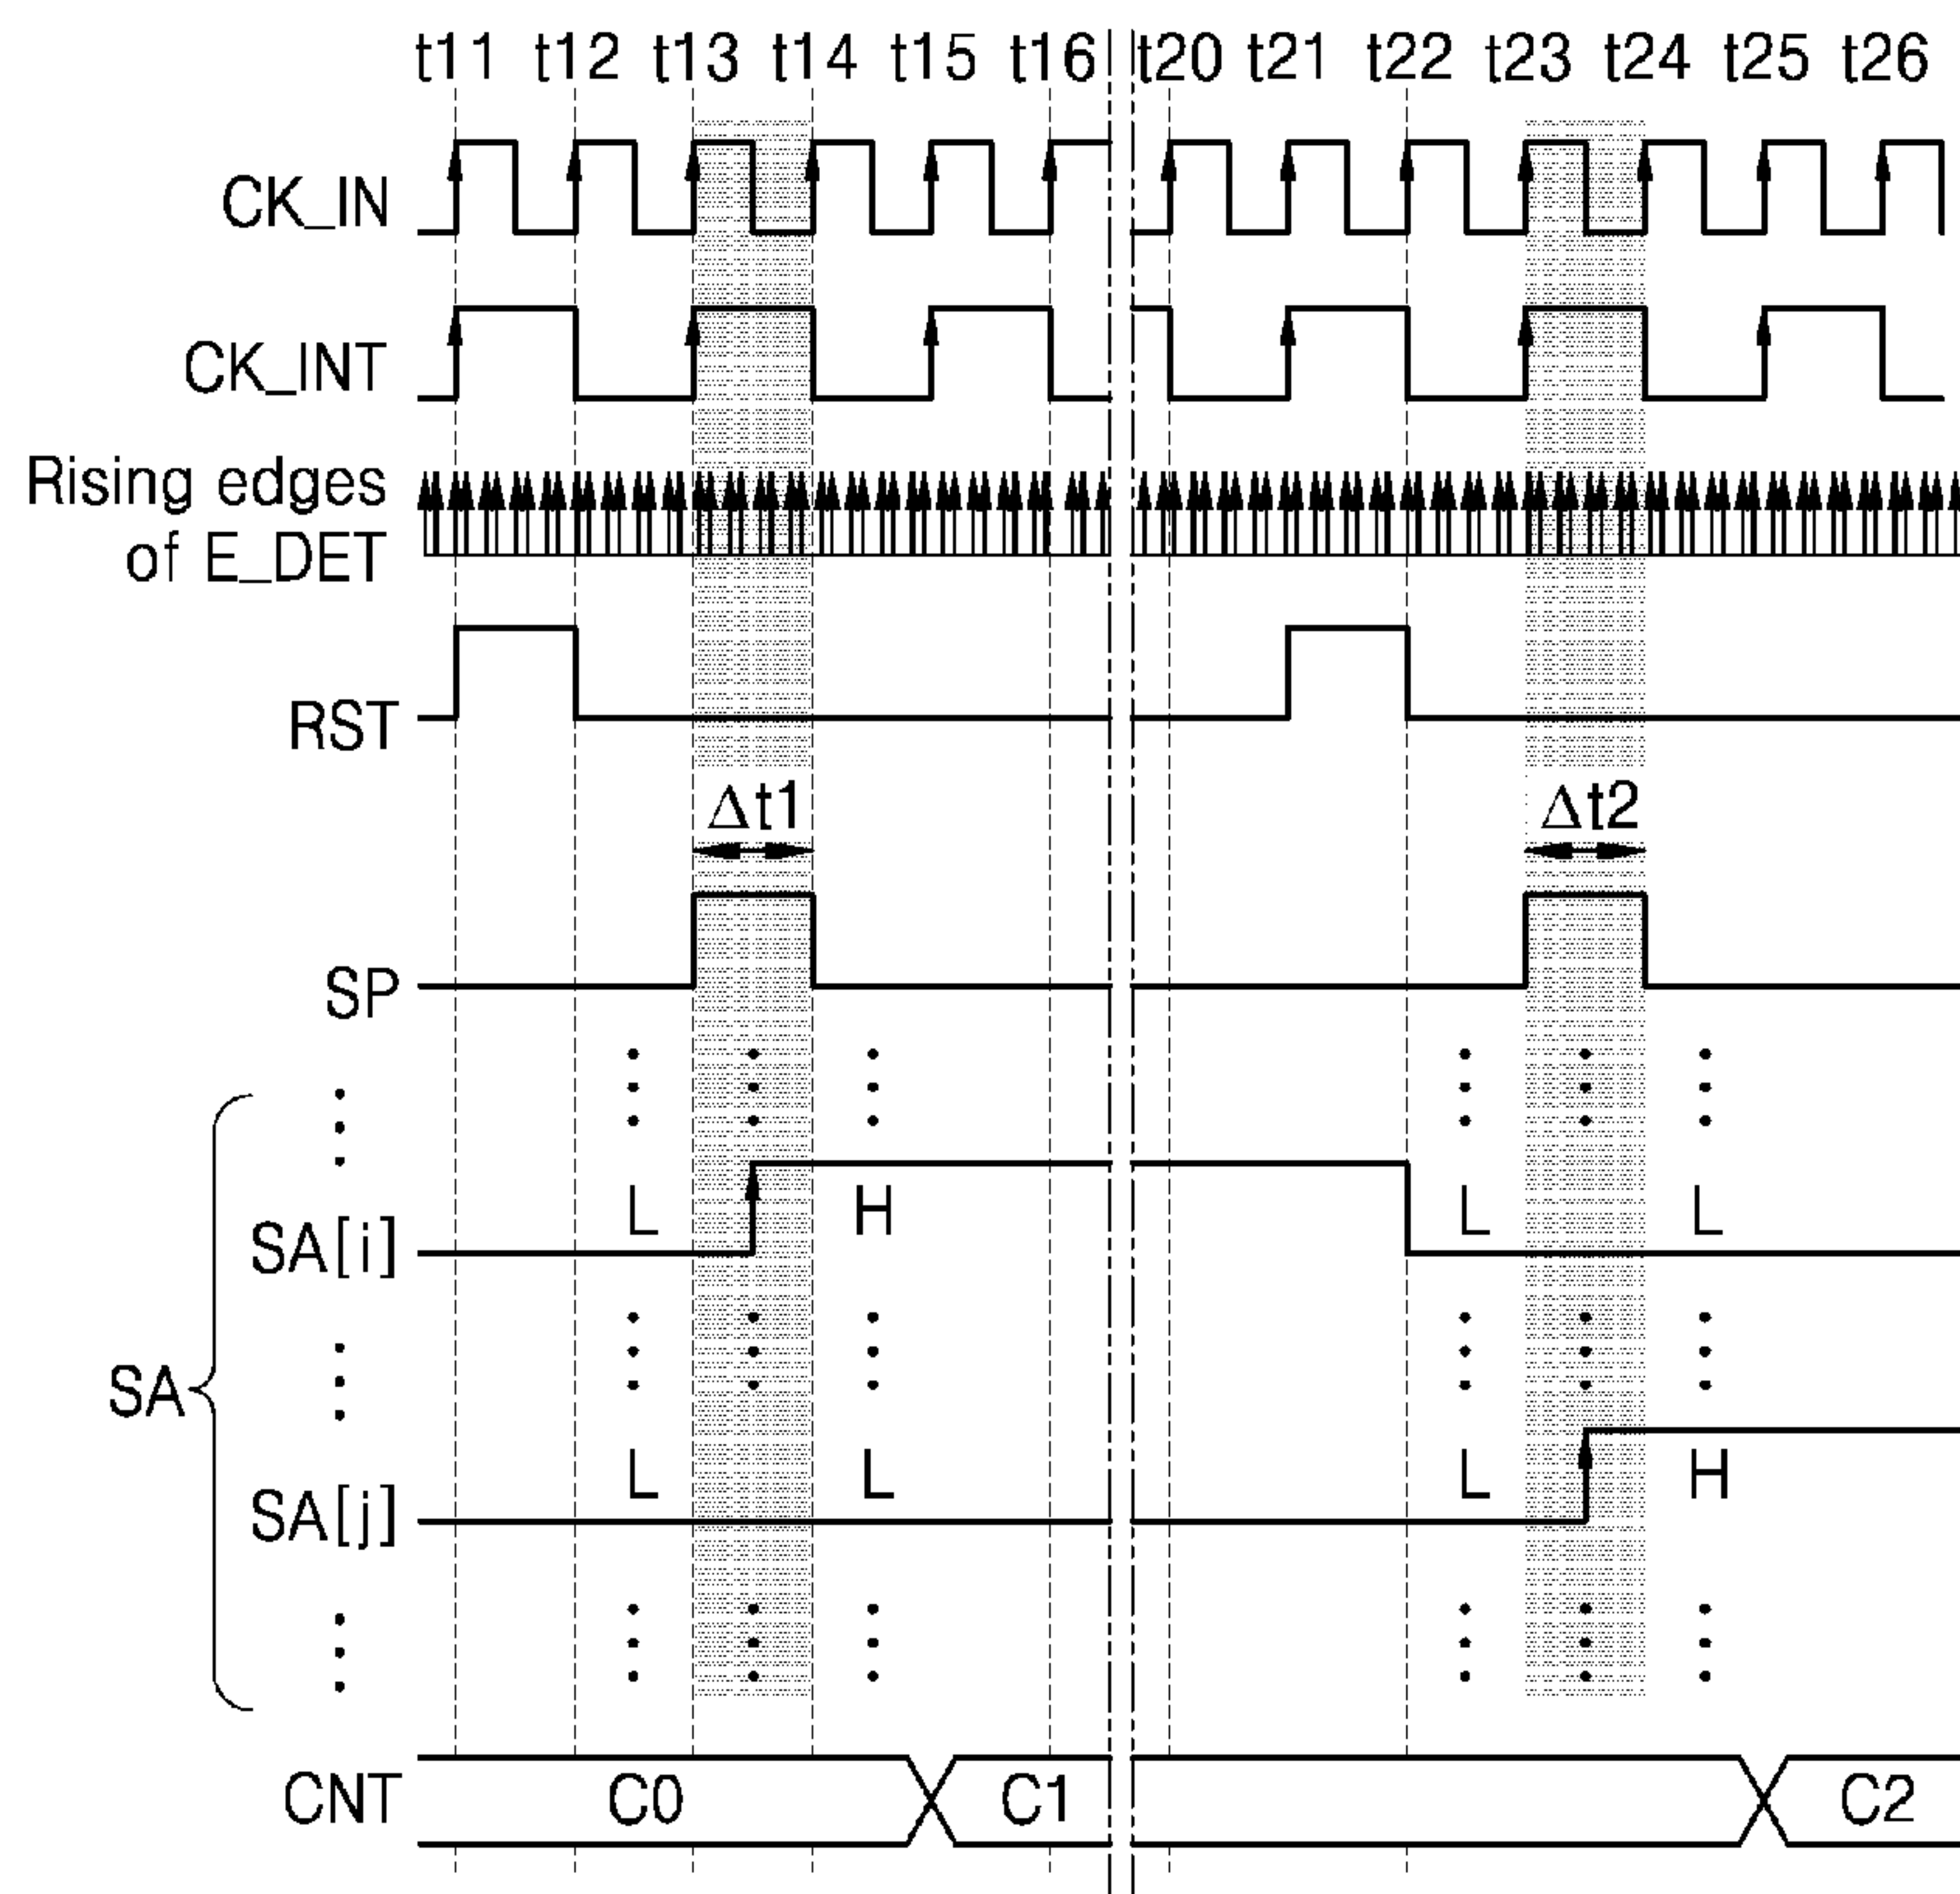 t11 t12 t13 t14 t15 t16 t20 t21 t22 t23 t24 t25 t26
CK_IN
CK_INT
Rising edges
of E_DET
RST
Δt1 Δt2
SP
L H L L
SA[i]
SA
L L L H
SA[j]
CNT C0 C1 C2